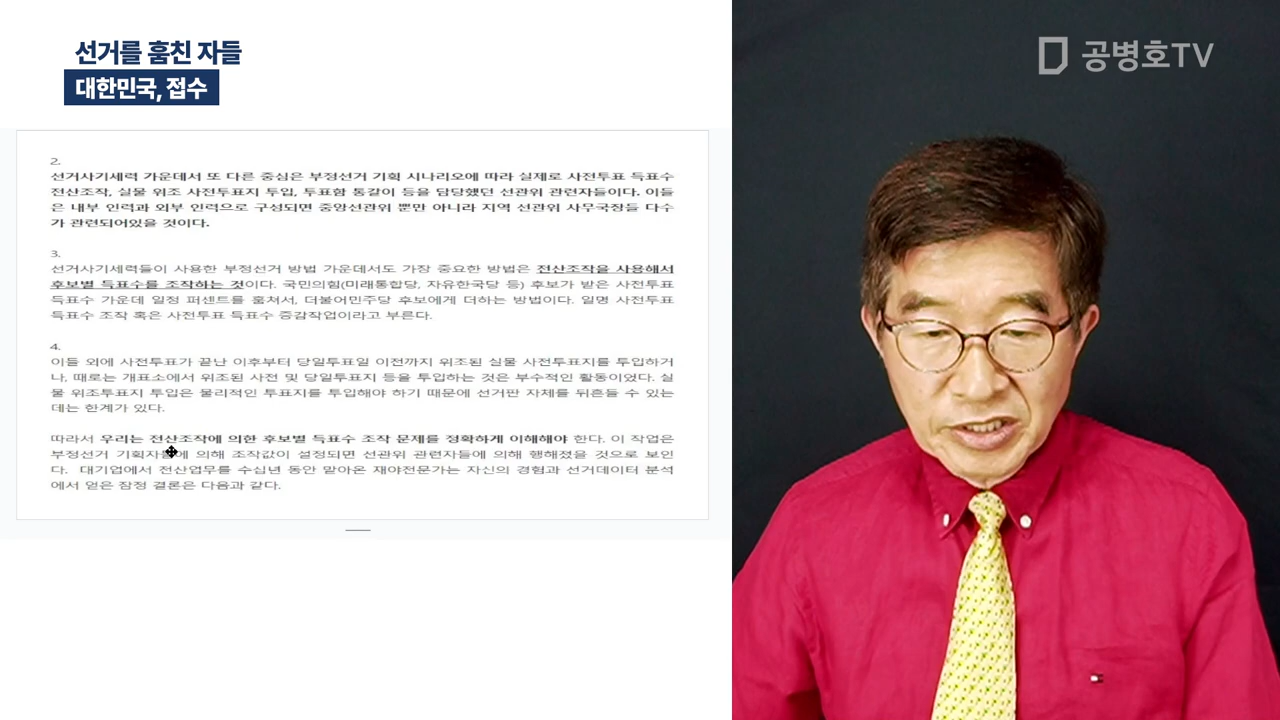 선거를 훔친 자들
대한민국, 접수
공병호TV
2.
선거사기세력 가운데서 또 다른 중심은 부정선거 기획 시나리오에 따라 실제로 사전투표 득표수
전산조작, 실물 위조 사전투표지 투입, 투표함 통갈이 등을 담당했던 선관위 관련자들이다. 이들
은 내부 인력과 외부 인력으로 구성되면 중앙선관위 뿐만 아니라 지역 선관위 사무국장들 다수
가 관련되어있을 것이다.
3.
선거사기세력들이 사용한 부정선거 방법 가운데서도 가장 중요한 방법은 전산조작을 사용해서
후보별 득표수를 조작하는 것이다. 국민의힘(미래통합당, 자유한국당 등) 후보가 받은 사전투표
득표수 가운데 일정 퍼센트를 훔쳐서, 더불어민주당 후보에게 더하는 방법이다. 일명 사전투표
득표수 조작 혹은 사전투표 득표수 증감작업이라고 부른다.
4.
이들 외에 사전투표가 끝난 이후부터 당일투표일 이전까지 위조된 실물 사전투표지를 투입하거
나, 때로는 개표소에서 위조된 사전 및 당일투표지 등을 투입하는 것은 부수적인 활동이었다. 실
물 위조투표지 투입은 물리적인 투표지를 투입해야 하기 때문에 선거판 자체를 뒤흔들 수 있는
데는 한계가 있다.
따라서 우리는 전산조작에 의한 후보별 득표수 조작 문제를 정확하게 이해해야 한다. 이 작업은
부정선거 기획자들에 의해 조작값이 설정되면 선관위 관련자들에 의해 행해졌을 것으로 보인
다. 대기업에서 전산업무를 수십년 동안 맡아온 재야전문가는 자신의 경험과 선거데이터 분석
에서 얻은 잠정 결론은 다음과 같다.